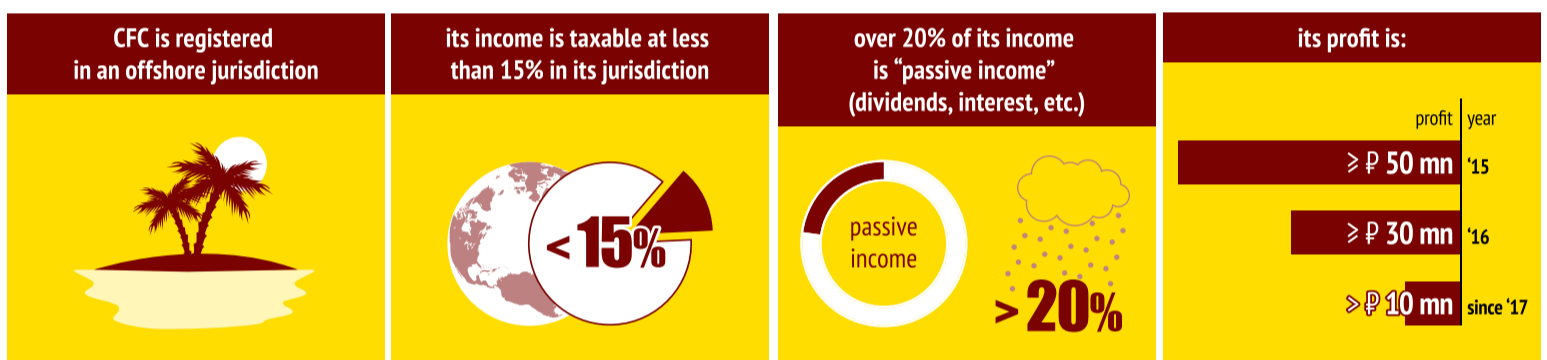 CFC is registered
in an offshore jurisdiction
its income is taxable at less
than 15% in its jurisdiction
< 15%
over 20% of its income
is “passive income”
(dividends, interest, etc.)
passive
income
> 20%
its profit is:
profit year
⩾ ₽ 50 mn ‘15
⩾ ₽ 30 mn ‘16
> ₽ 10 mn since ‘17